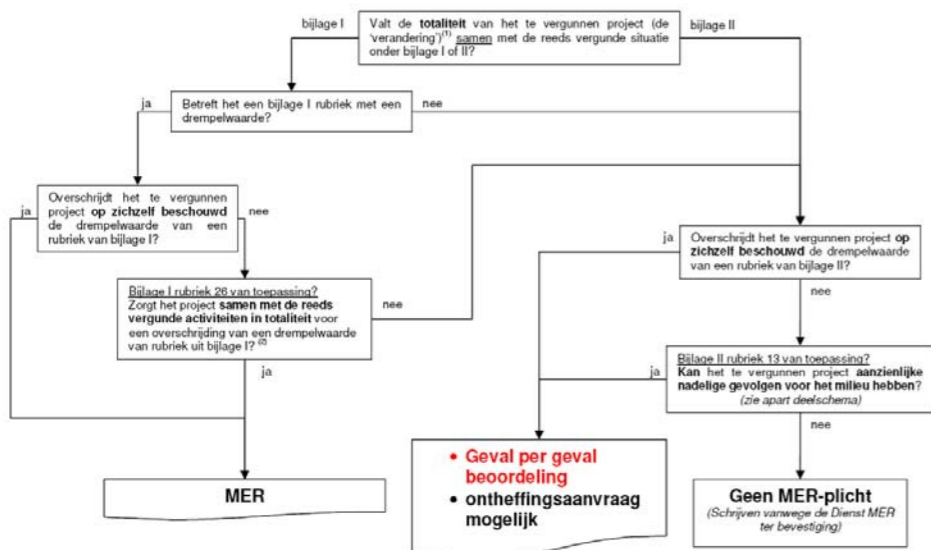 bijlage I
Valt de totaliteit van het te vergunnen project (de
‘verandering’)(1) samen met de reeds vergunde situatie
onder bijlage I of II?
bijlage II
ja
Betreft het een bijlage I rubriek met een
drempelwaarde?
nee
ja
Overschrijdt het te vergunnen
project op zichzelf beschouwd
de drempelwaarde van een
rubriek van bijlage I?
nee
ja
Overschrijdt het te vergunnen project op
zichzelf beschouwd de drempelwaarde
van een rubriek van bijlage II?
nee
Bijlage I rubriek 26 van toepassing?
Zorgt het project samen met de reeds
vergunde activiteiten in totaliteit voor
een overschrijding van een drempelwaarde
van rubriek uit bijlage I? (2)
nee
ja
ja
Bijlage II rubriek 13 van toepassing?
Kan het te vergunnen project aanzienlijke
nadelige gevolgen voor het milieu hebben?
(zie apart deelschema)
nee
MER
• Geval per geval
beoordeling
• ontheffingsaanvraag
mogelijk
Geen MER-plicht
(Schrijven vanwege de Dienst MER
ter bevestiging)